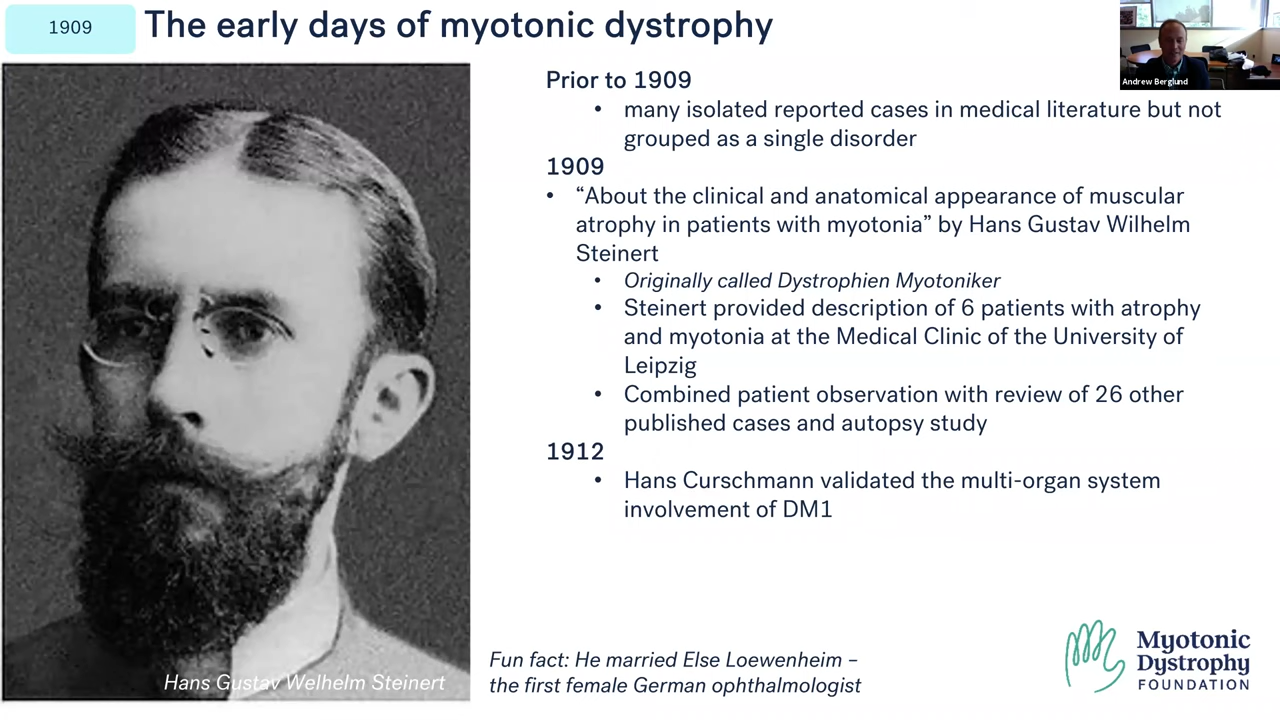 1909
The early days of myotonic dystrophy
Andrew Berglund
Prior to 1909
• many isolated reported cases in medical literature but not
grouped as a single disorder
1909
• “About the clinical and anatomical appearance of muscular
atrophy in patients with myotonia” by Hans Gustav Wilhelm
Steinert
• Originally called Dystrophien Myotoniker
• Steinert provided description of 6 patients with atrophy
and myotonia at the Medical Clinic of the University of
Leipzig
• Combined patient observation with review of 26 other
published cases and autopsy study
1912
• Hans Curschmann validated the multi-organ system
involvement of DM1
Hans Gustav Welhelm Steinert
Fun fact: He married Else Loewenheim –
the first female German ophthalmologist
Myotonic
Dystrophy
FOUNDATION